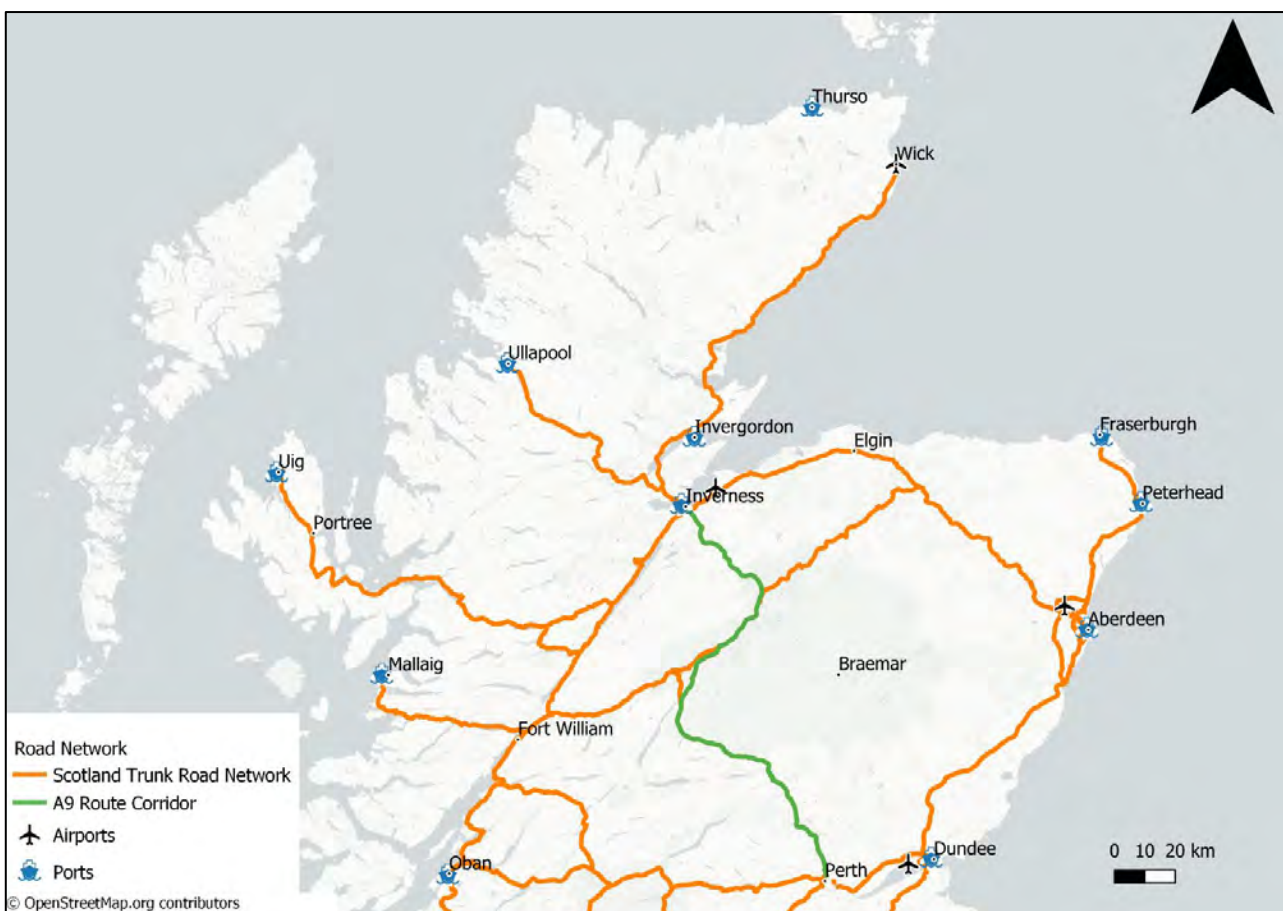 Thurso
Wick
Ullapool
Invergordon
Elgin
Fraserburgh
Uig
Inverness
Peterhead
Portree
Aberdeen
Mallaig
Braemar
Fort William
Road Network
Scotland Trunk Road Network
A9 Route Corridor
Airports
Ports
Oban
Perth
Dundee
0 10 20 km
© OpenStreetMap.org contributors